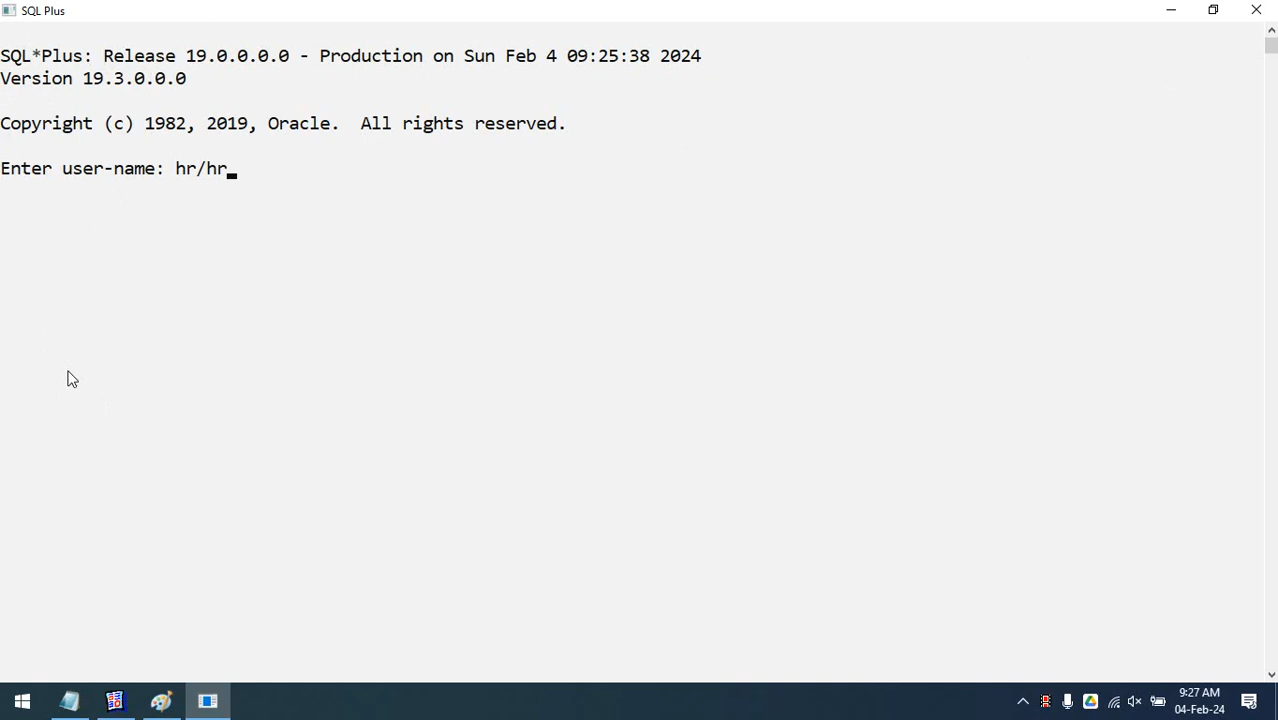 SQL Plus
SQL*Plus: Release 19.0.0.0.0 - Production on Sun Feb 4 09:25:38 2024
Version 19.3.0.0.0
Copyright (c) 1982, 2019, Oracle.  All rights reserved.
Enter user-name: hr/hr
9:27 AM
04-Feb-24